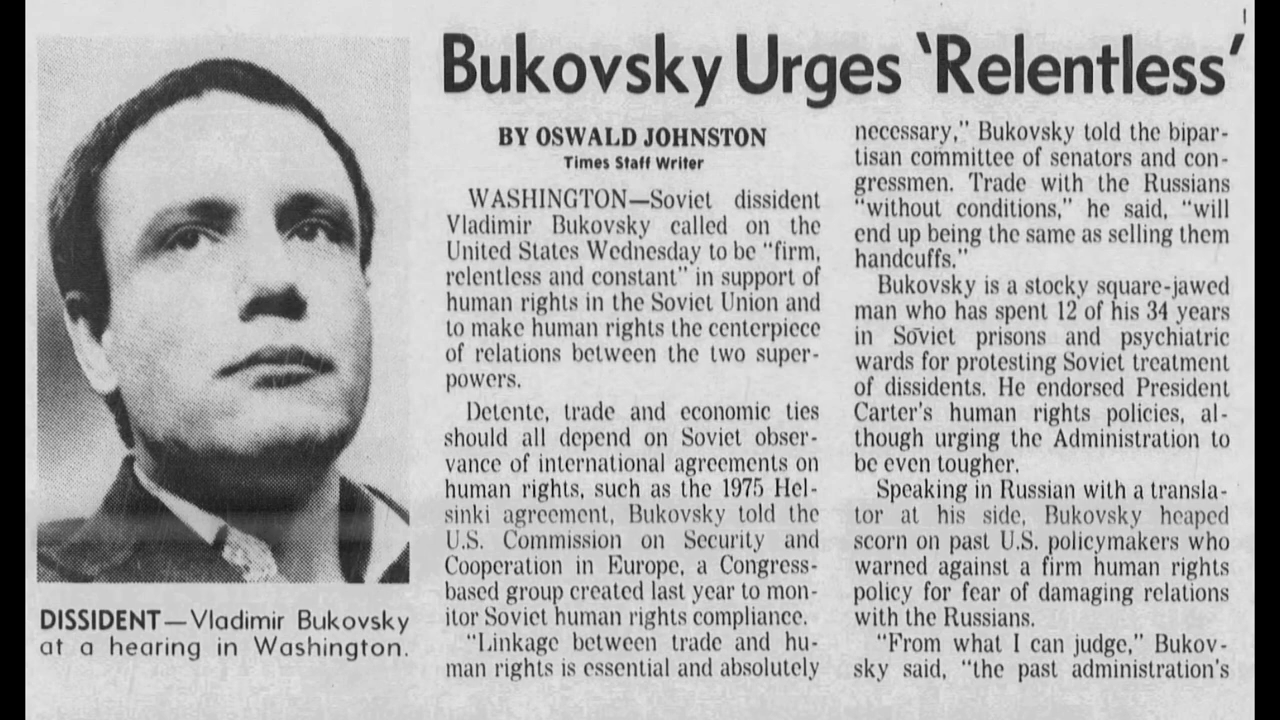 Bukovsky Urges ‘Relentless’
BY OSWALD JOHNSTON
Times Staff Writer
WASHINGTON—Soviet dissident
Vladimir Bukovsky called on the
United States Wednesday to be “firm,
relentless and constant” in support of
human rights in the Soviet Union and
to make human rights the centerpiece
of relations between the two super-
powers.
Detente, trade and economic ties
should all depend on Soviet obser-
vance of international agreements on
human rights, such as the 1975 Hel-
sinki agreement, Bukovsky told the
U.S. Commission on Security and
Cooperation in Europe, a Congress-
based group created last year to mon-
itor Soviet human rights compliance.
“Linkage between trade and hu-
man rights is essential and absolutely
necessary,” Bukovsky told the bipar-
tisan committee of senators and con-
gressmen. Trade with the Russians
“without conditions,” he said, “will
end up being the same as selling them
handcuffs.”
Bukovsky is a stocky square-jawed
man who has spent 12 of his 34 years
in Soviet prisons and psychiatric
wards for protesting Soviet treatment
of dissidents. He endorsed President
Carter’s human rights policies, al-
though urging the Administration to
be even tougher.
Speaking in Russian with a transla-
tor at his side, Bukovsky heaped
scorn on past U.S. policymakers who
warned against a firm human rights
policy for fear of damaging relations
with the Russians.
“From what I can judge,” Bukov-
sky said, “the past administration’s
DISSIDENT—Vladimir Bukovsky
at a hearing in Washington.